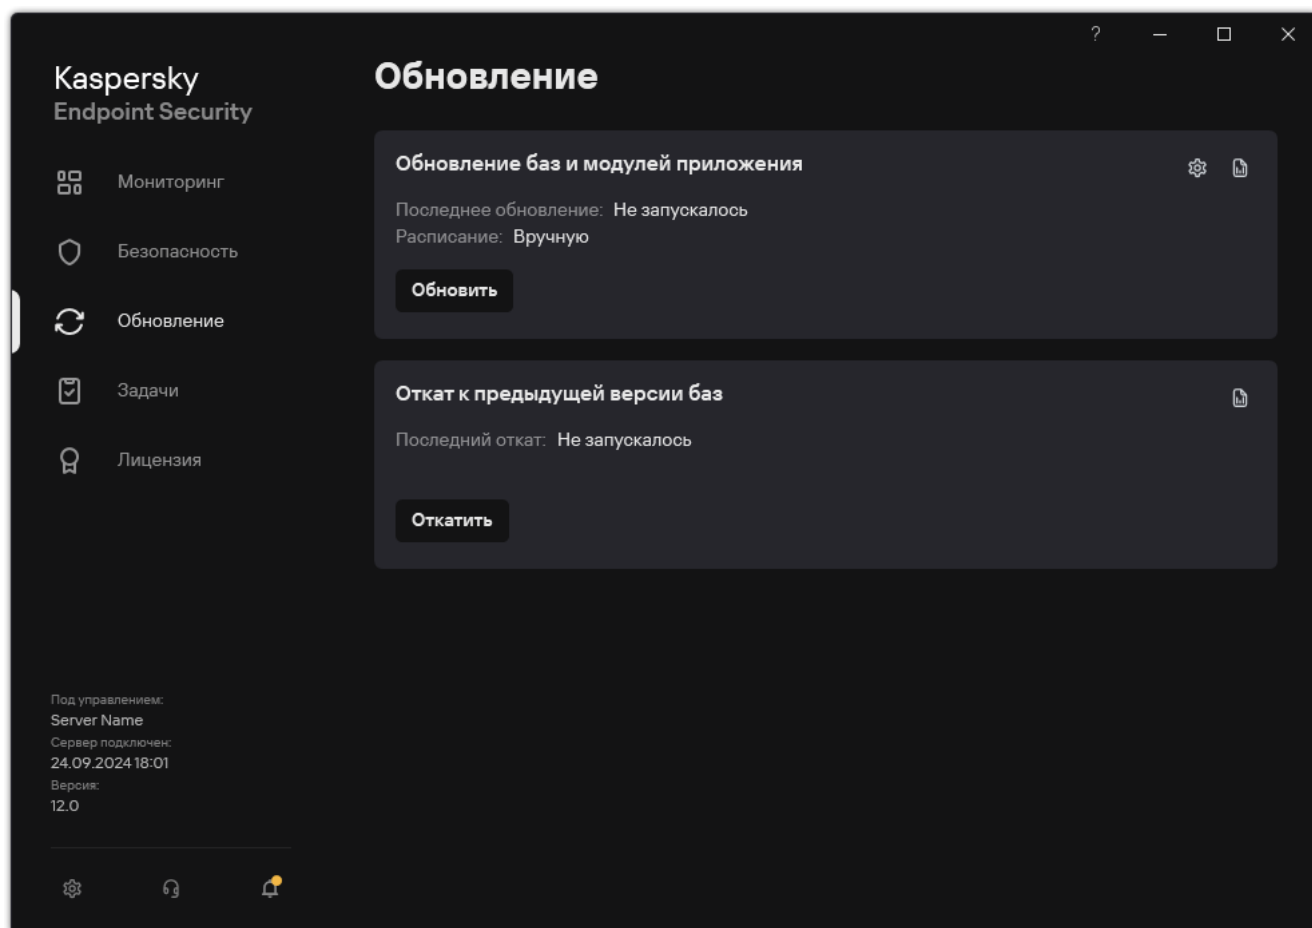 ?
Kaspersky
Endpoint Security
Мониторинг
Безопасность
Обновление
Задачи
Лицензия
Под управлением:
Server Name
Сервер подключен:
24.09.2024 18:01
Версия:
12.0
Обновление
Обновление баз и модулей приложения
Последнее обновление: Не запускалось
Расписание: Вручную
Обновить
Откат к предыдущей версии баз
Последний откат: Не запускалось
Откатить